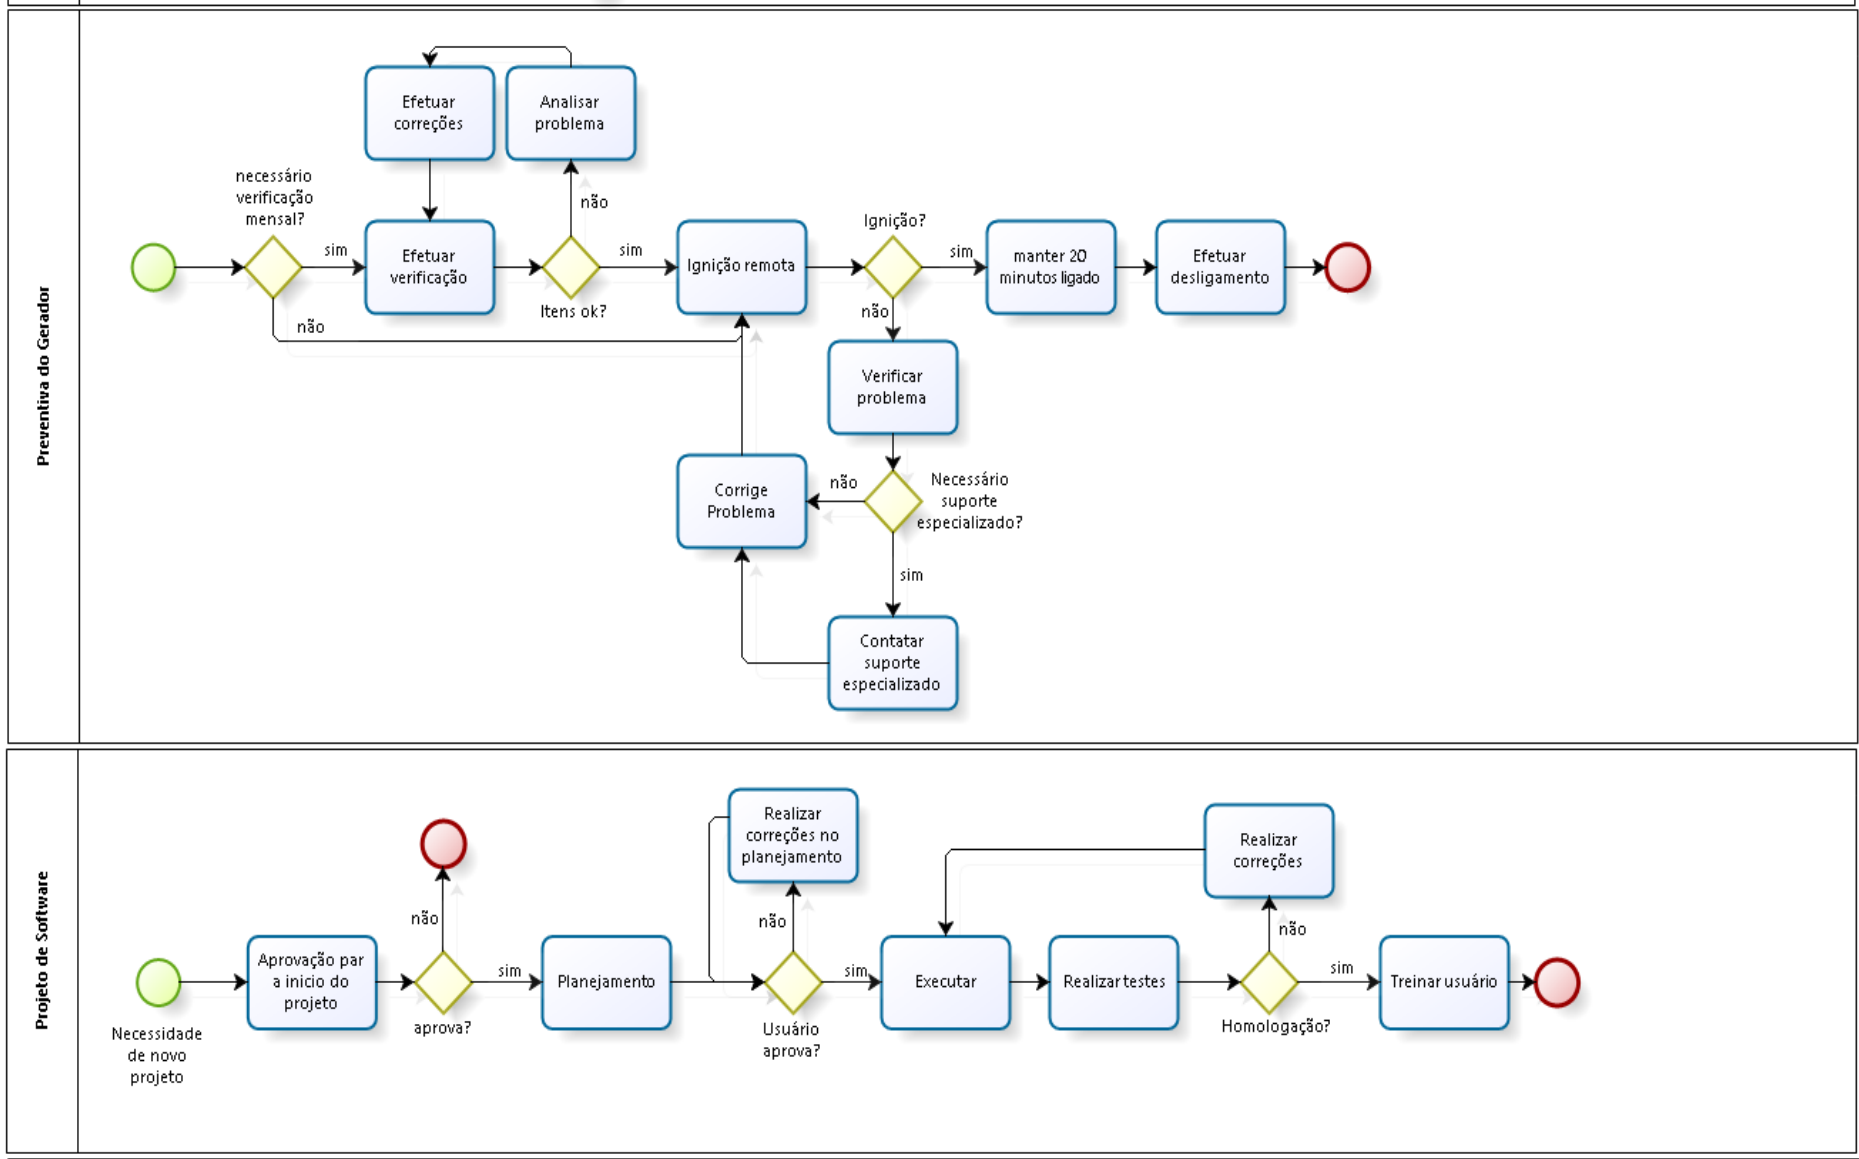 Preventiva do Gerador
Efetuar
correções
Analisar
problema
necessário
verificação
mensal?
sim
Efetuar
verificação
não
Itens ok?
sim
não
Ignição remota
Ignição?
sim
manter 20
minutos ligado
Efetuar
desligamento
não
Verificar
problema
Necessário
suporte
especializado?
não
Corrige
Problema
sim
Contatar
suporte
especializado
Projeto de Software
Necessidade
de novo
projeto
Aprovação par
a inicio do
projeto
não
aprova?
sim
Planejamento
Realizar
correções no
planejamento
não
Usuário
aprova?
sim
Executar
Realizar testes
Realizar
correções
não
Homologação?
sim
Treinar usuário